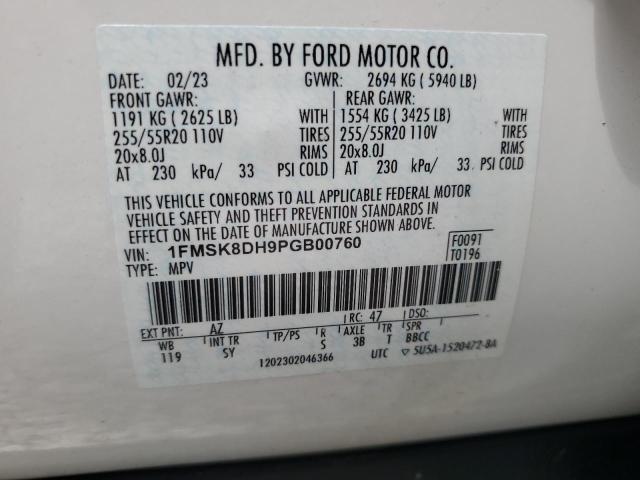 MFD. BY FORD MOTOR CO.
DATE: 02/23 GVWR: 2694 KG ( 5940 LB)
FRONT GAWR: REAR GAWR:
1191 KG ( 2625 LB) WITH 1554 KG ( 3425 LB) WITH
255/55R20 110V TIRES 255/55R20 110V TIRES
20x8.0J RIMS 20x8.0J RIMS
AT 230 kPa/ 33 PSI COLD AT 230 kPa/ 33 PSI COLD
THIS VEHICLE CONFORMS TO ALL APPLICABLE FEDERAL MOTOR
VEHICLE SAFETY AND THEFT PREVENTION STANDARDS IN
EFFECT ON THE DATE OF MANUFACTURE SHOWN ABOVE.
VIN: 1FMSK8DH9PGB00760 F0091
TYPE: MPV T0196
EXT PNT: AZ RC: 47 DSO:
WB INT TR TP/PS R AXLE TR SPR
119 SY S 3B T BBCC
1202302046366 UTC ▽ 5U5A-1520472-BA